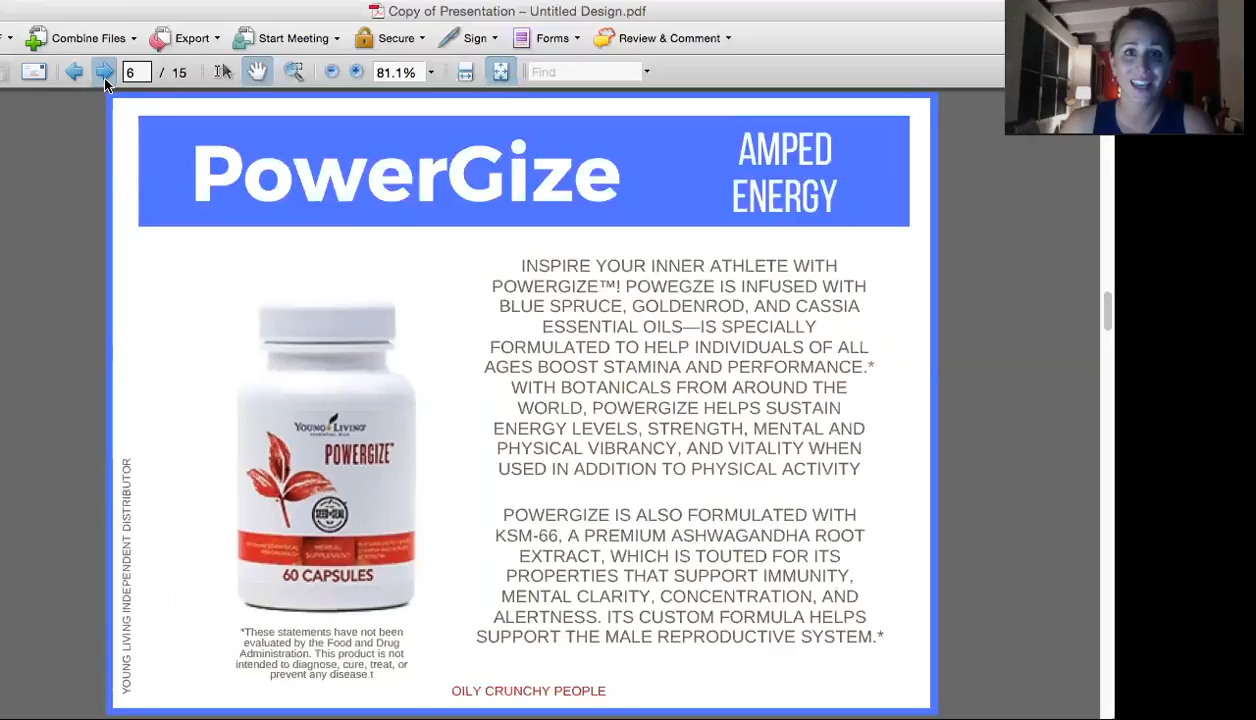 Copy of Presentation – Untitled Design.pdf
Combine Files Export Start Meeting Secure Sign Forms Review & Comment
6 / 15 81.1% Find
PowerGize
AMPED
ENERGY
INSPIRE YOUR INNER ATHLETE WITH
POWERGIZE™! POWEGZE IS INFUSED WITH
BLUE SPRUCE, GOLDENROD, AND CASSIA
ESSENTIAL OILS—IS SPECIALLY
FORMULATED TO HELP INDIVIDUALS OF ALL
AGES BOOST STAMINA AND PERFORMANCE.*
WITH BOTANICALS FROM AROUND THE
WORLD, POWERGIZE HELPS SUSTAIN
ENERGY LEVELS, STRENGTH, MENTAL AND
PHYSICAL VIBRANCY, AND VITALITY WHEN
USED IN ADDITION TO PHYSICAL ACTIVITY
POWERGIZE IS ALSO FORMULATED WITH
KSM-66, A PREMIUM ASHWAGANDHA ROOT
EXTRACT, WHICH IS TOUTED FOR ITS
PROPERTIES THAT SUPPORT IMMUNITY,
MENTAL CLARITY, CONCENTRATION, AND
ALERTNESS. ITS CUSTOM FORMULA HELPS
SUPPORT THE MALE REPRODUCTIVE SYSTEM.*
YOUNG LIVING
POWERGIZE™
SEED TO SEAL
HERBAL
SUPPLEMENT
60 CAPSULES
*These statements have not been
evaluated by the Food and Drug
Administration. This product is not
intended to diagnose, cure, treat, or
prevent any disease.t
YOUNG LIVING INDEPENDENT DISTRIBUTOR
OILY CRUNCHY PEOPLE